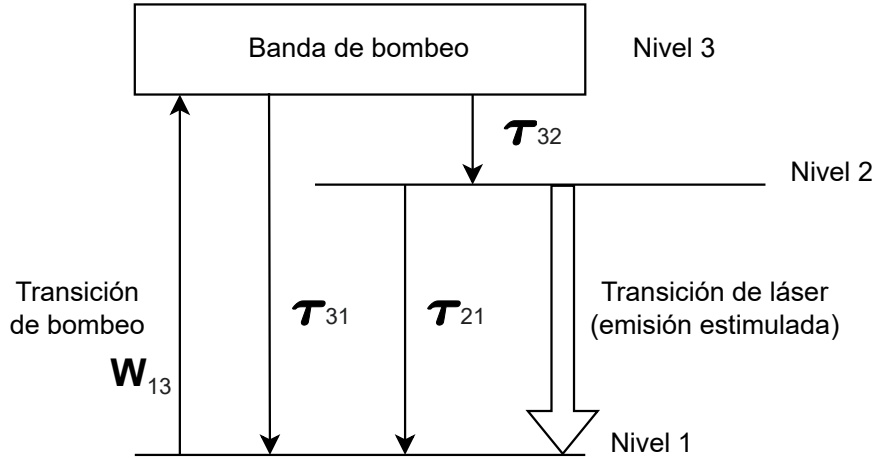 Banda de bombeo
Nivel 3
𝞽32
Nivel 2
Transición
de bombeo
W13
𝞽31
𝞽21
Transición de láser
(emisión estimulada)
Nivel 1